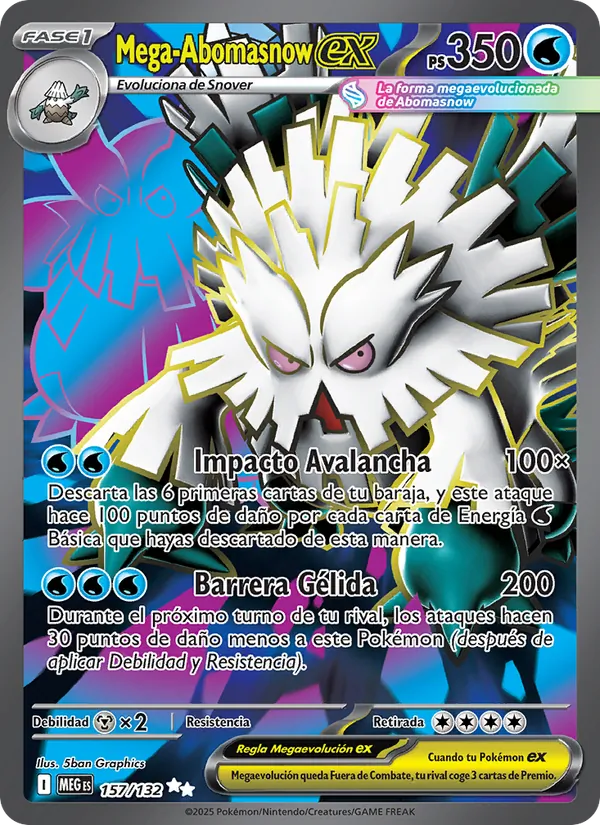 FASE 1
Mega-Abomasnow ex
PS 350
Evoluciona de Snover
La forma megaevolucionada
de Abomasnow
Impacto Avalancha 100×
Descarta las 6 primeras cartas de tu baraja, y este ataque
hace 100 puntos de daño por cada carta de Energía
Básica que hayas descartado de esta manera.
Barrera Gélida 200
Durante el próximo turno de tu rival, los ataques hacen
30 puntos de daño menos a este Pokémon (después de
aplicar Debilidad y Resistencia).
Debilidad ×2 Resistencia Retirada
Ilus. 5ban Graphics
Regla Megaevolución ex Cuando tu Pokémon ex
Megaevolución queda Fuera de Combate, tu rival coge 3 cartas de Premio.
I MEG ES 157/132
©2025 Pokémon/Nintendo/Creatures/GAME FREAK